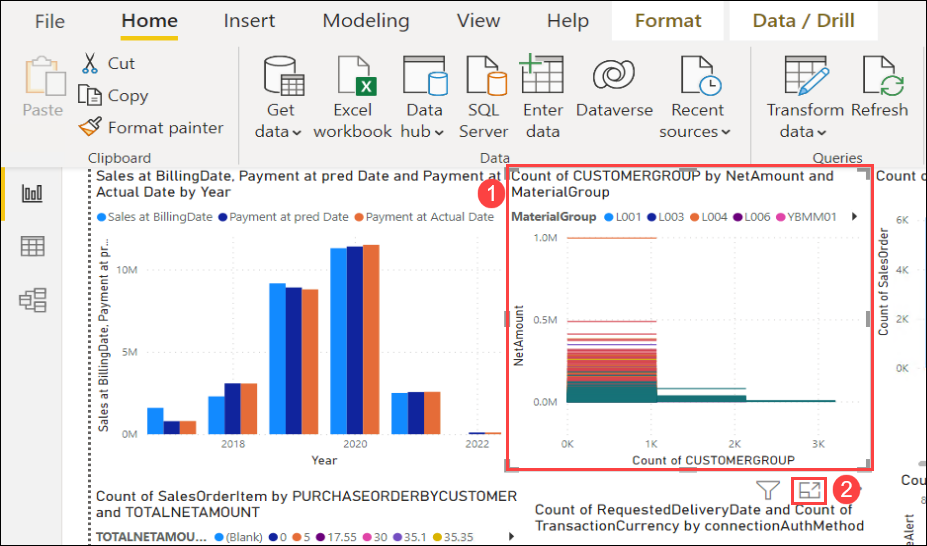 File Home Insert Modeling View Help Format Data / Drill
Paste
Cut
Copy
Format painter
Clipboard
Get
data
Excel
workbook
Data
hub
SQL
Server
Enter
data
Dataverse
Recent
sources
Data
Transform
data
Refresh
Queries
Sales at BillingDate, Payment at pred Date and Payment at
Actual Date by Year
Sales at BillingDate Payment at pred Date Payment at Actual Date
Sales at BillingDate, Payment at pr...
10M
5M
0M
2018 2020 2022
Year
1
Count of CUSTOMERGROUP by NetAmount and
MaterialGroup
MaterialGroup L001 L003 L004 L006 YBMM01
NetAmount
1.0M
0.5M
0.0M
0K 1K 2K 3K
Count of CUSTOMERGROUP
2
Count o
Count of SalesOrder
6K
4K
2K
0K
Count of SalesOrderItem by PURCHASEORDERBYCUSTOMER
and TOTALNETAMOUNT
TOTALNETAMOU... (Blank) 0 5 17.55 30 35.1 35.35
Count of RequestedDeliveryDate and Count of
TransactionCurrency by connectionAuthMethod
Cou
8
eAlert